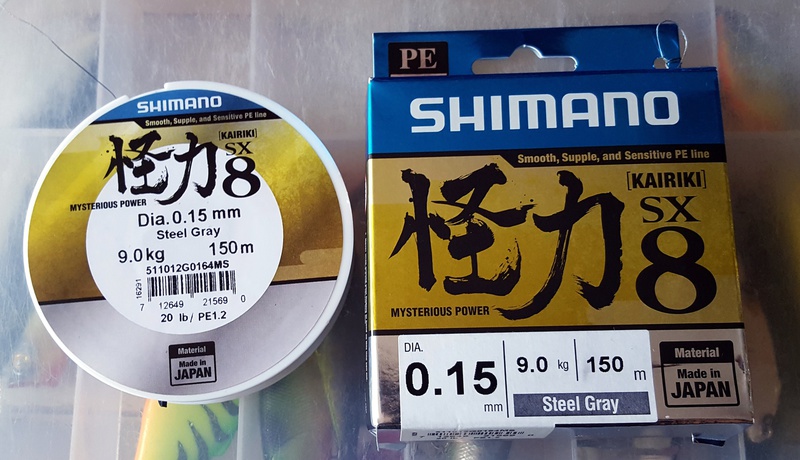 SHIMANO
Smooth, Supple, and Sensitive PE line
怪力
[KAIRIKI]
SX
8
MYSTERIOUS POWER
Dia. 0.15 mm
Steel Gray
9.0kg 150m
511012G0164MS
16291
7 12649 21569 0
20 lb / PE1.2
Material
Made in
JAPAN
PE
SHIMANO
Smooth, Supple, and Sensitive PE line
怪力
[KAIRIKI]
SX
8
MYSTERIOUS POWER
DIA.
0.15 mm
9.0 kg
150 m
Steel Gray
Material
Made in
JAPAN